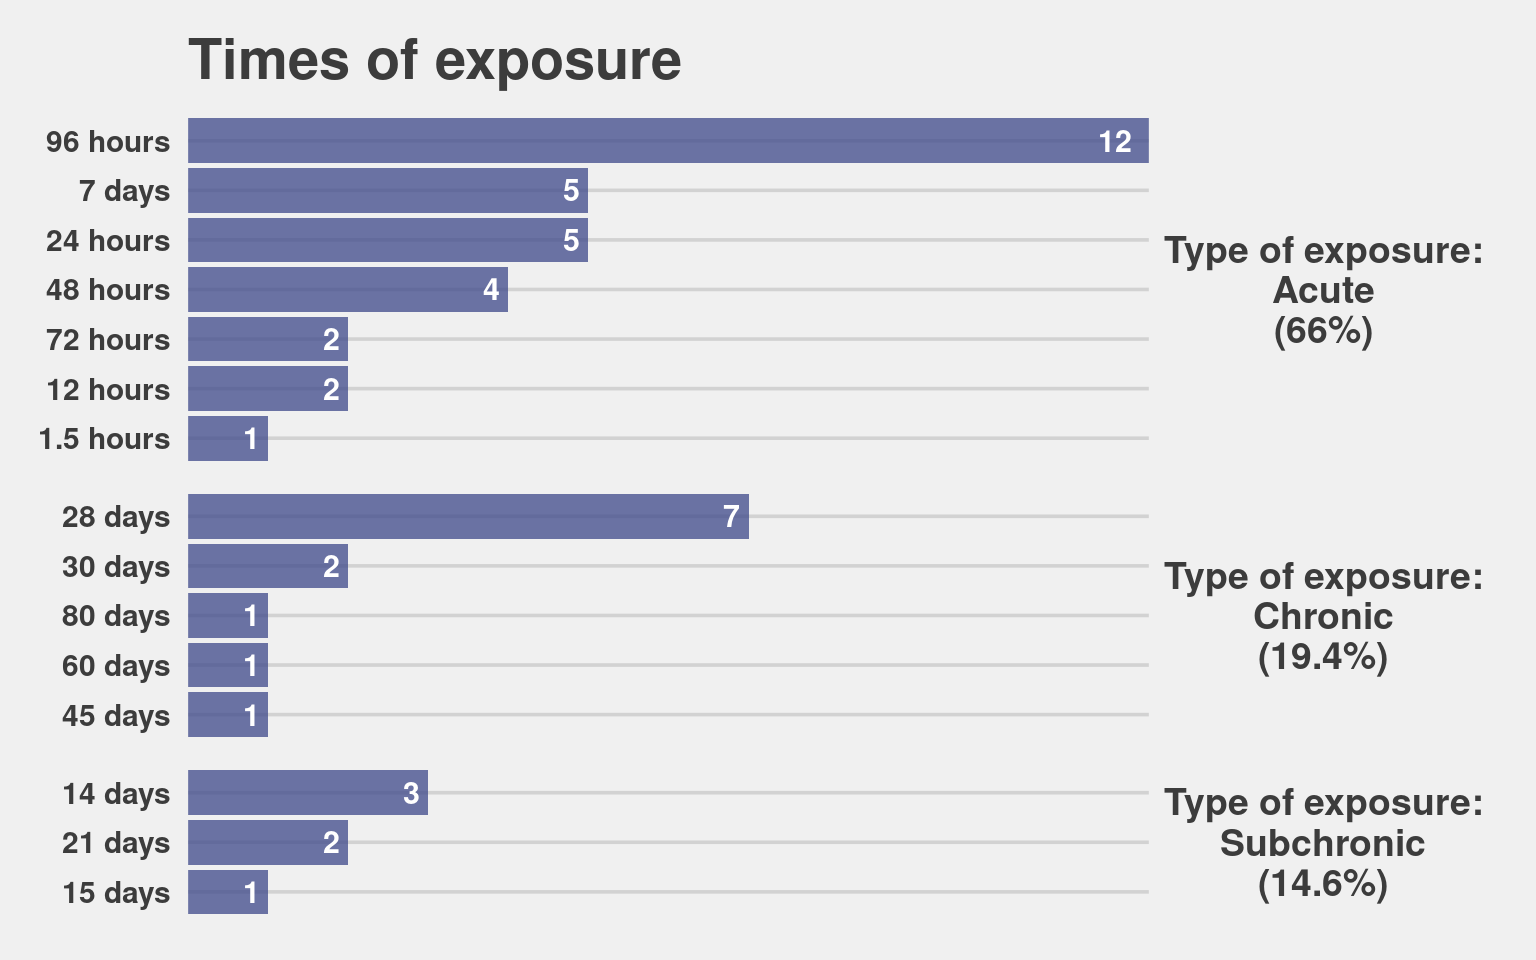 Times of exposure
96 hours 12
7 days 5
24 hours 5
48 hours 4
72 hours 2
12 hours 2
1.5 hours 1
Type of exposure:
Acute
(66%)
28 days 7
30 days 2
80 days 1
60 days 1
45 days 1
Type of exposure:
Chronic
(19.4%)
14 days 3
21 days 2
15 days 1
Type of exposure:
Subchronic
(14.6%)